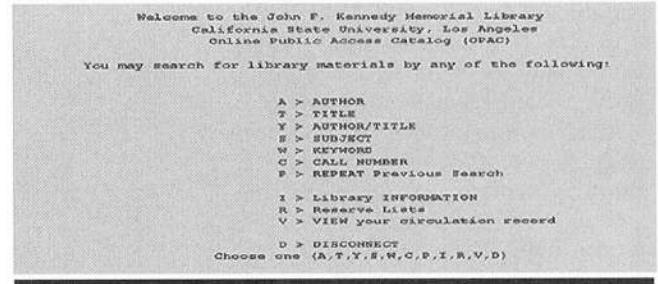 Welcome to the John F. Kennedy Memorial Library
California State University, Los Angeles
Online Public Access Catalog (OPAC)
You may search for library materials by any of the following:
A > AUTHOR
T > TITLE
Y > AUTHOR/TITLE
S > SUBJECT
W > KEYWORD
C > CALL NUMBER
P > REPEAT Previous Search
I > Library INFORMATION
R > Reserve Lists
V > VIEW your circulation record
D > DISCONNECT
Choose one (A,T,Y,S,W,C,P,I,R,V,D)